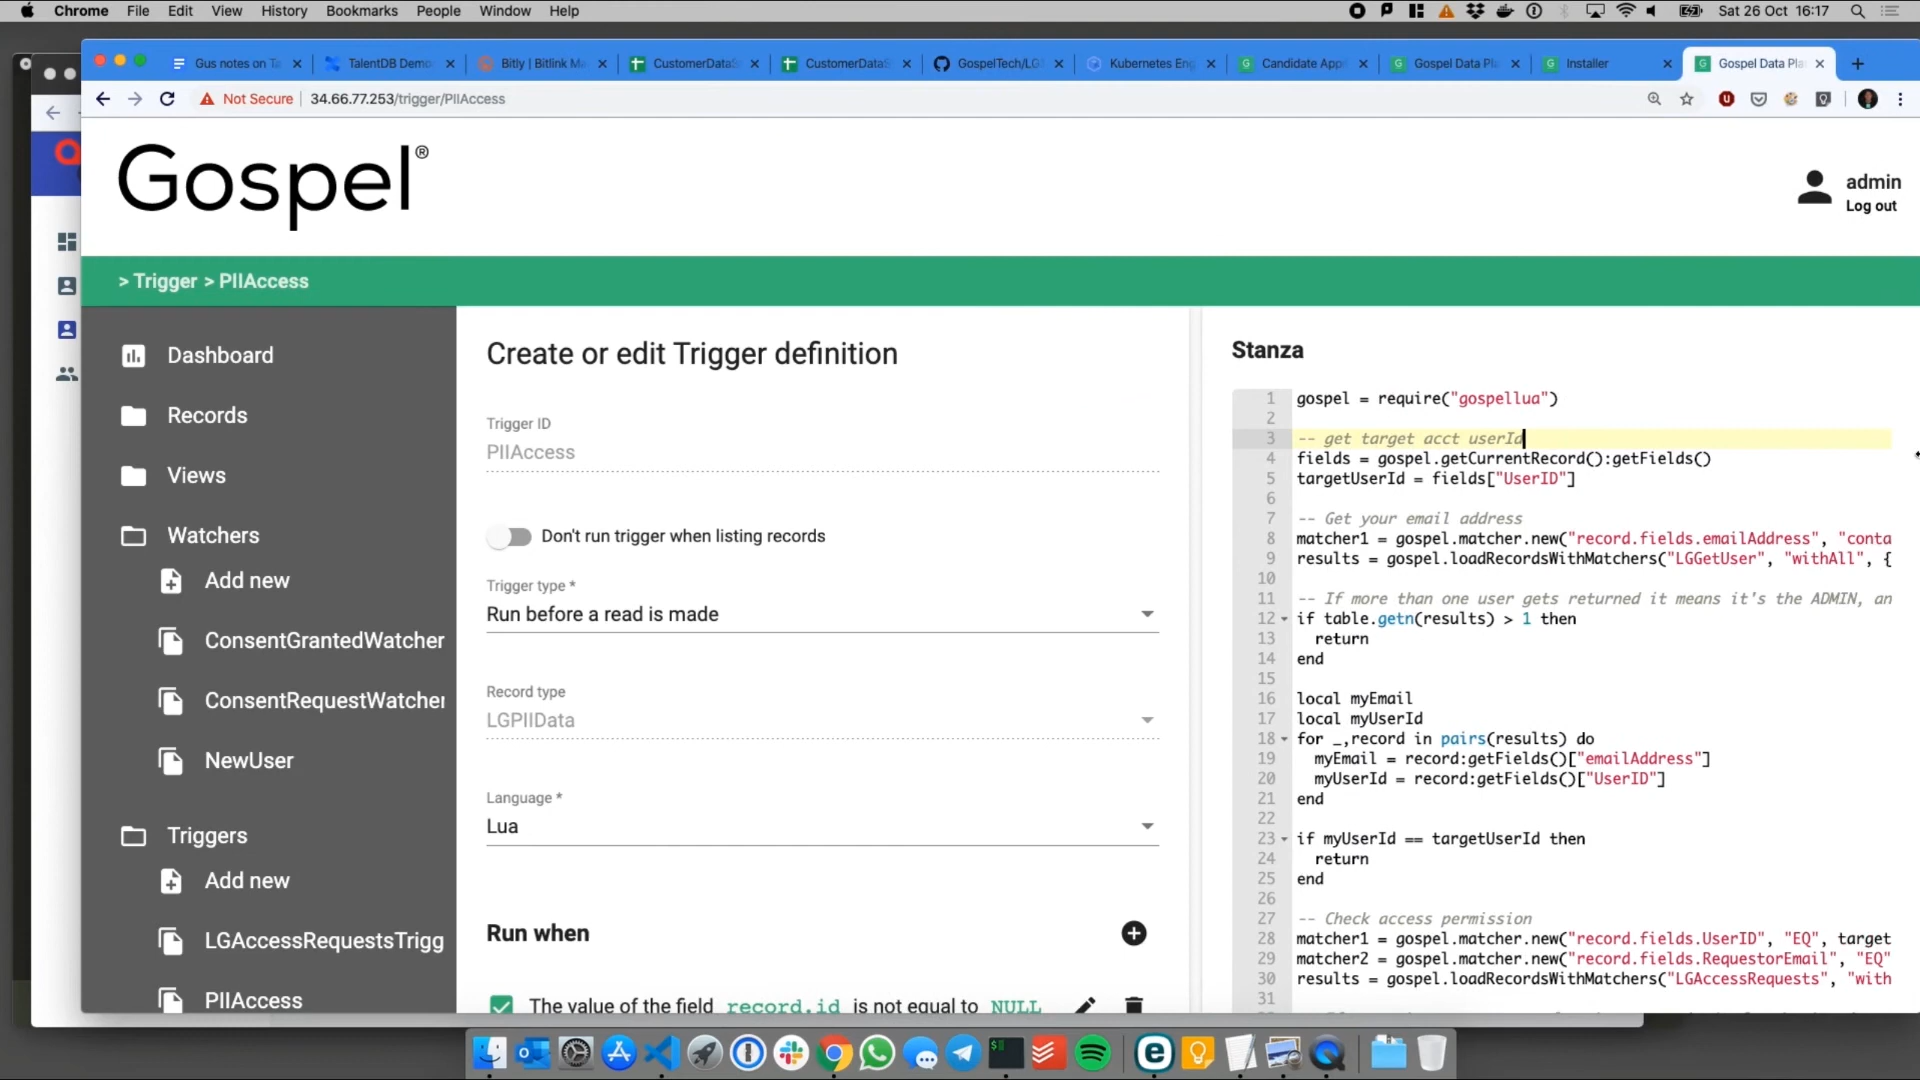 Chrome File Edit View History Bookmarks People Window Help
Sat 26 Oct 16:17
Gus notes on Ta
TalentDB Demo
Bitly | Bitlink Ma
CustomerDataS
CustomerDataS
GospelTech/LG
Kubernetes Eng
Candidate App
Gospel Data Pla
Installer
Gospel Data Pla
Not Secure 34.66.77.253/trigger/PIIAccess
Gospel®
admin
Log out
> Trigger > PIIAccess
Dashboard
Records
Views
Watchers
Add new
ConsentGrantedWatcher
ConsentRequestWatcher
NewUser
Triggers
Add new
LGAccessRequestsTrigg
PIIAccess
Create or edit Trigger definition
Trigger ID
PIIAccess
Don't run trigger when listing records
Trigger type *
Run before a read is made
Record type
LGPIIData
Language *
Lua
Run when
The value of the field record.id is not equal to NULL
Stanza
1 gospel = require("gospellua")
2
3 -- get target acct userId
4 fields = gospel.getCurrentRecord():getFields()
5 targetUserId = fields["UserID"]
6
7 -- Get your email address
8 matcher1 = gospel.matcher.new("record.fields.emailAddress", "conta
9 results = gospel.loadRecordsWithMatchers("LGGetUser", "withAll", {
10
11 -- If more than one user gets returned it means it's the ADMIN, an
12 if table.getn(results) > 1 then
13 return
14 end
15
16 local myEmail
17 local myUserId
18 for _,record in pairs(results) do
19 myEmail = record:getFields()["emailAddress"]
20 myUserId = record:getFields()["UserID"]
21 end
22
23 if myUserId == targetUserId then
24 return
25 end
26
27 -- Check access permission
28 matcher1 = gospel.matcher.new("record.fields.UserID", "EQ", target
29 matcher2 = gospel.matcher.new("record.fields.RequestorEmail", "EQ"
30 results = gospel.loadRecordsWithMatchers("LGAccessRequests", "with
31